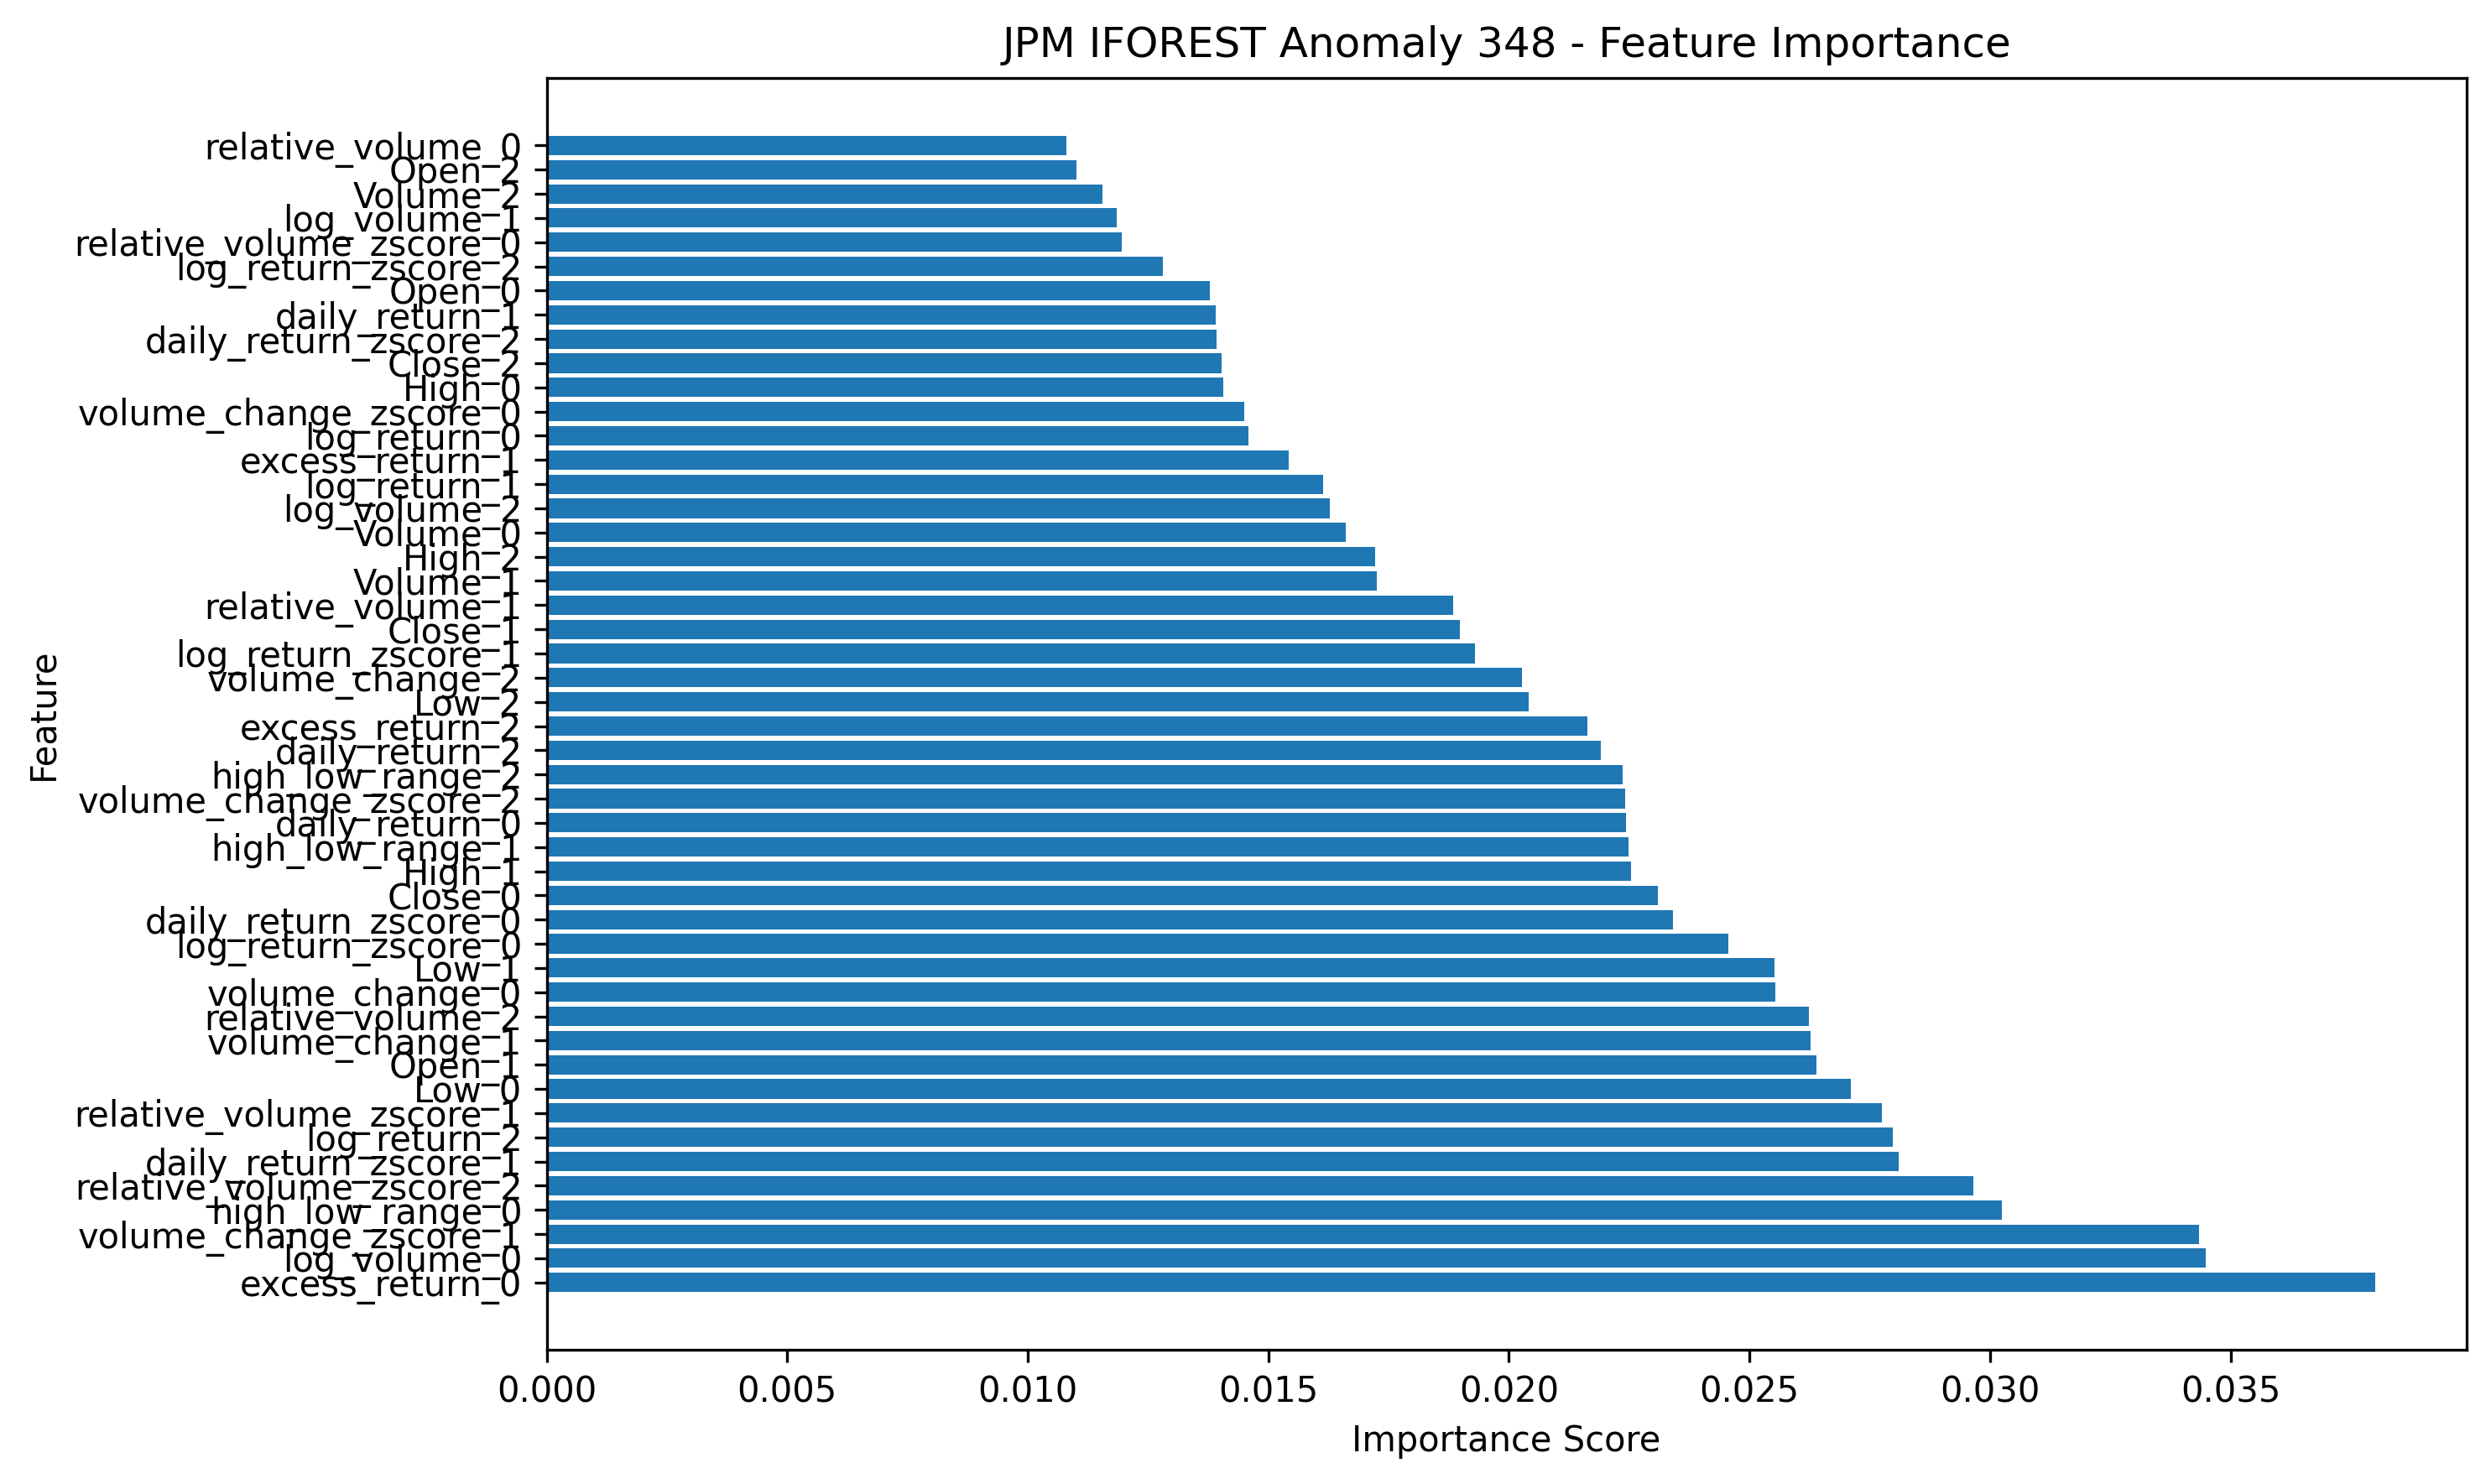 JPM IFOREST Anomaly 348 - Feature Importance
relative_volume_0
Open_2
Volume_2
log_volume_1
relative_volume_zscore_0
log_return_zscore_2
Open_0
daily_return_1
daily_return_zscore_2
Close_2
High_0
volume_change_zscore_0
log_return_0
excess_return_1
log_return_1
log_volume_2
Volume_0
High_2
Volume_1
relative_volume_1
Close_1
log_return_zscore_1
volume_change_2
Low_2
excess_return_2
daily_return_2
high_low_range_2
volume_change_zscore_2
daily_return_0
high_low_range_1
High_1
Close_0
daily_return_zscore_0
log_return_zscore_0
Low_1
volume_change_0
relative_volume_2
volume_change_1
Open_1
Low_0
relative_volume_zscore_1
log_return_2
daily_return_zscore_1
relative_volume_zscore_2
high_low_range_0
volume_change_zscore_1
log_volume_0
excess_return_0
Feature
0.000 0.005 0.010 0.015 0.020 0.025 0.030 0.035
Importance Score